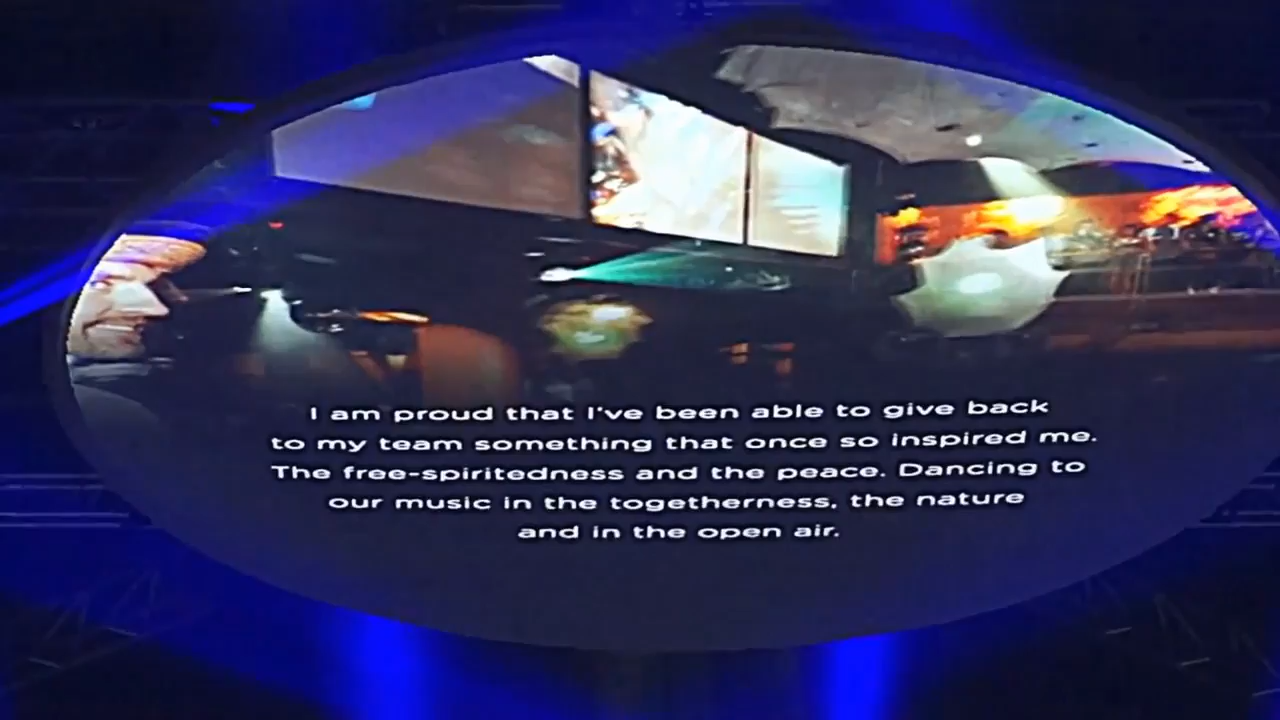 I am proud that I've been able to give back
to my team something that once so inspired me.
The free-spiritedness and the peace. Dancing to
our music in the togetherness, the nature
and in the open air.